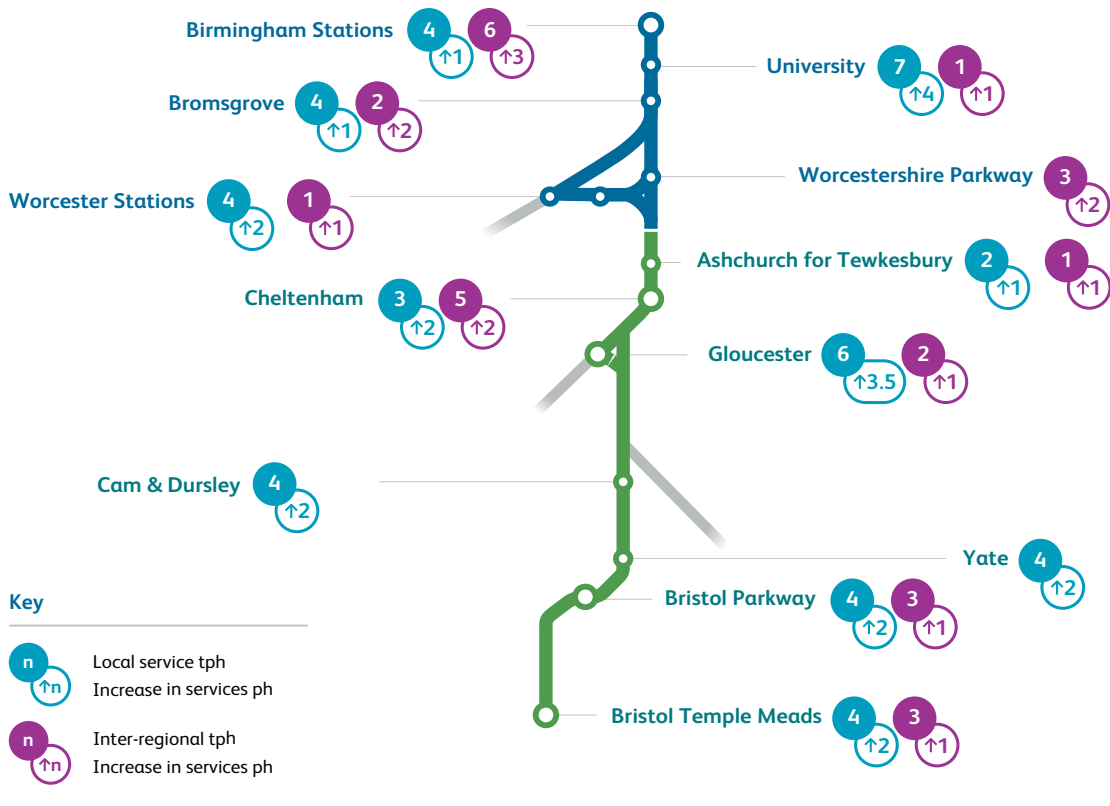 Birmingham Stations 4 ↑1 6 ↑3
University 7 ↑4 1 ↑1
Bromsgrove 4 ↑1 2 ↑2
Worcestershire Parkway 3 ↑2
Worcester Stations 4 ↑2 1 ↑1
Ashchurch for Tewkesbury 2 ↑1 1 ↑1
Cheltenham 3 ↑2 5 ↑2
Gloucester 6 ↑3.5 2 ↑1
Cam & Dursley 4 ↑2
Yate 4 ↑2
Bristol Parkway 4 ↑2 3 ↑1
Bristol Temple Meads 4 ↑2 3 ↑1
Key
n Local service tph
↑n Increase in services ph
n Inter-regional tph
↑n Increase in services ph